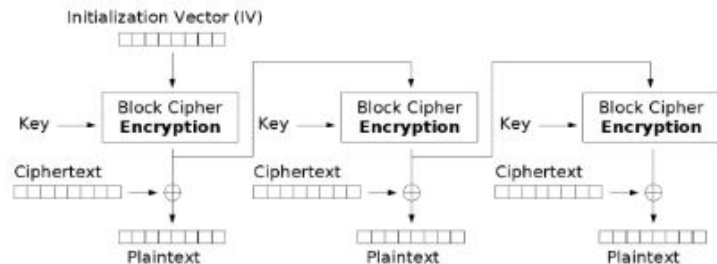 Initialization Vector (IV)
Block Cipher
Encryption
Key
Block Cipher
Encryption
Key
Block Cipher
Encryption
Key
Ciphertext
Ciphertext
Ciphertext
Plaintext
Plaintext
Plaintext